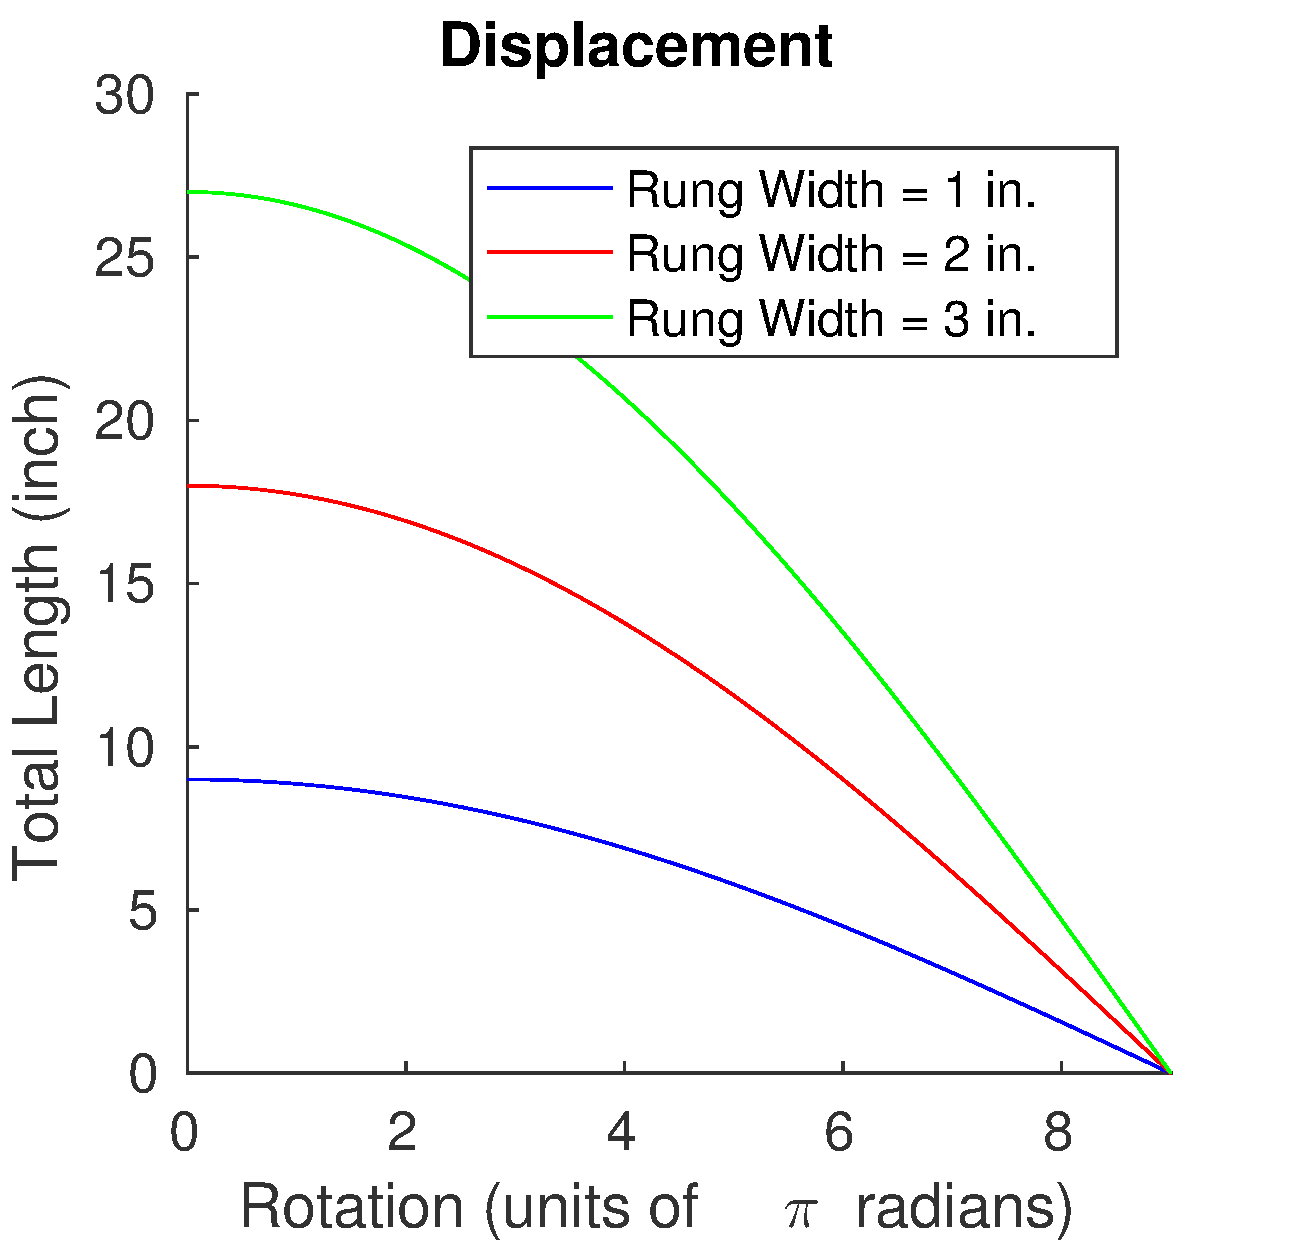 Displacement
30
25
20
15
10
5
0
Total Length (inch)
Rung Width = 1 in.
Rung Width = 2 in.
Rung Width = 3 in.
0 2 4 6 8
Rotation (units of π radians)